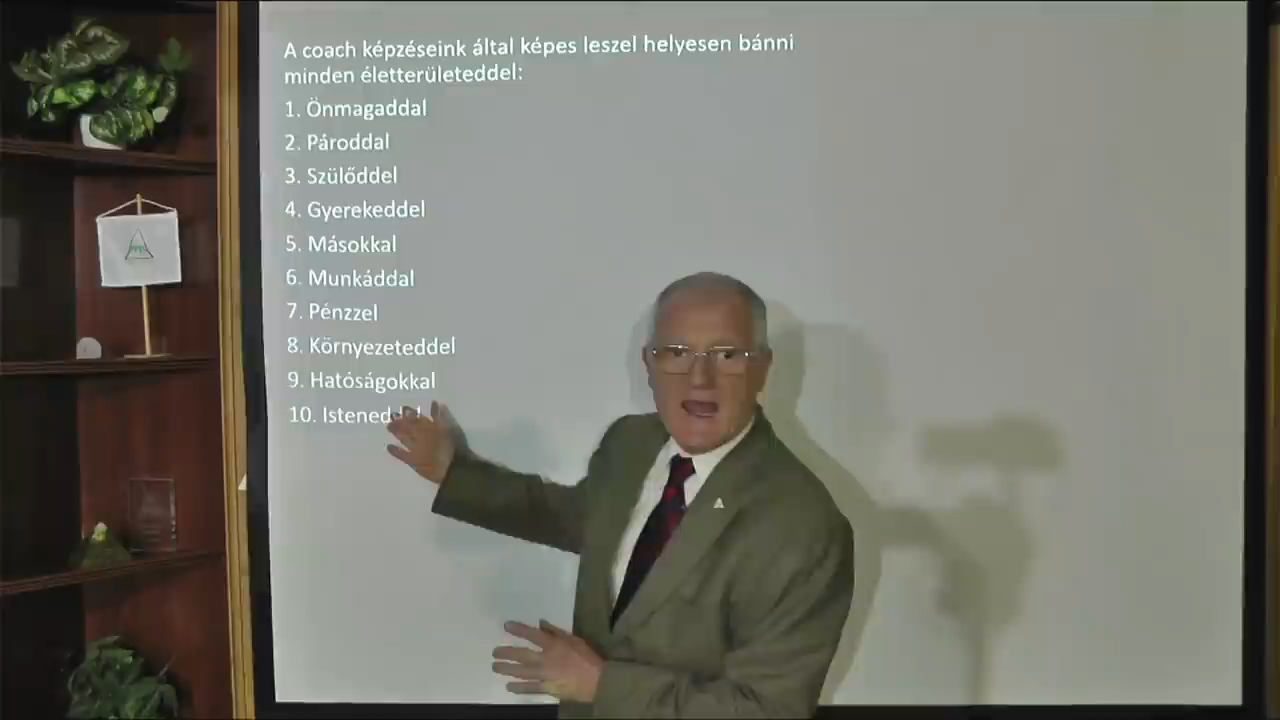 A coach képzéseink által képes leszel helyesen bánni
minden életterületeddel:
1. Önmagaddal
2. Pároddal
3. Szülőddel
4. Gyerekeddel
5. Másokkal
6. Munkáddal
7. Pénzzel
8. Környezeteddel
9. Hatóságokkal
10.